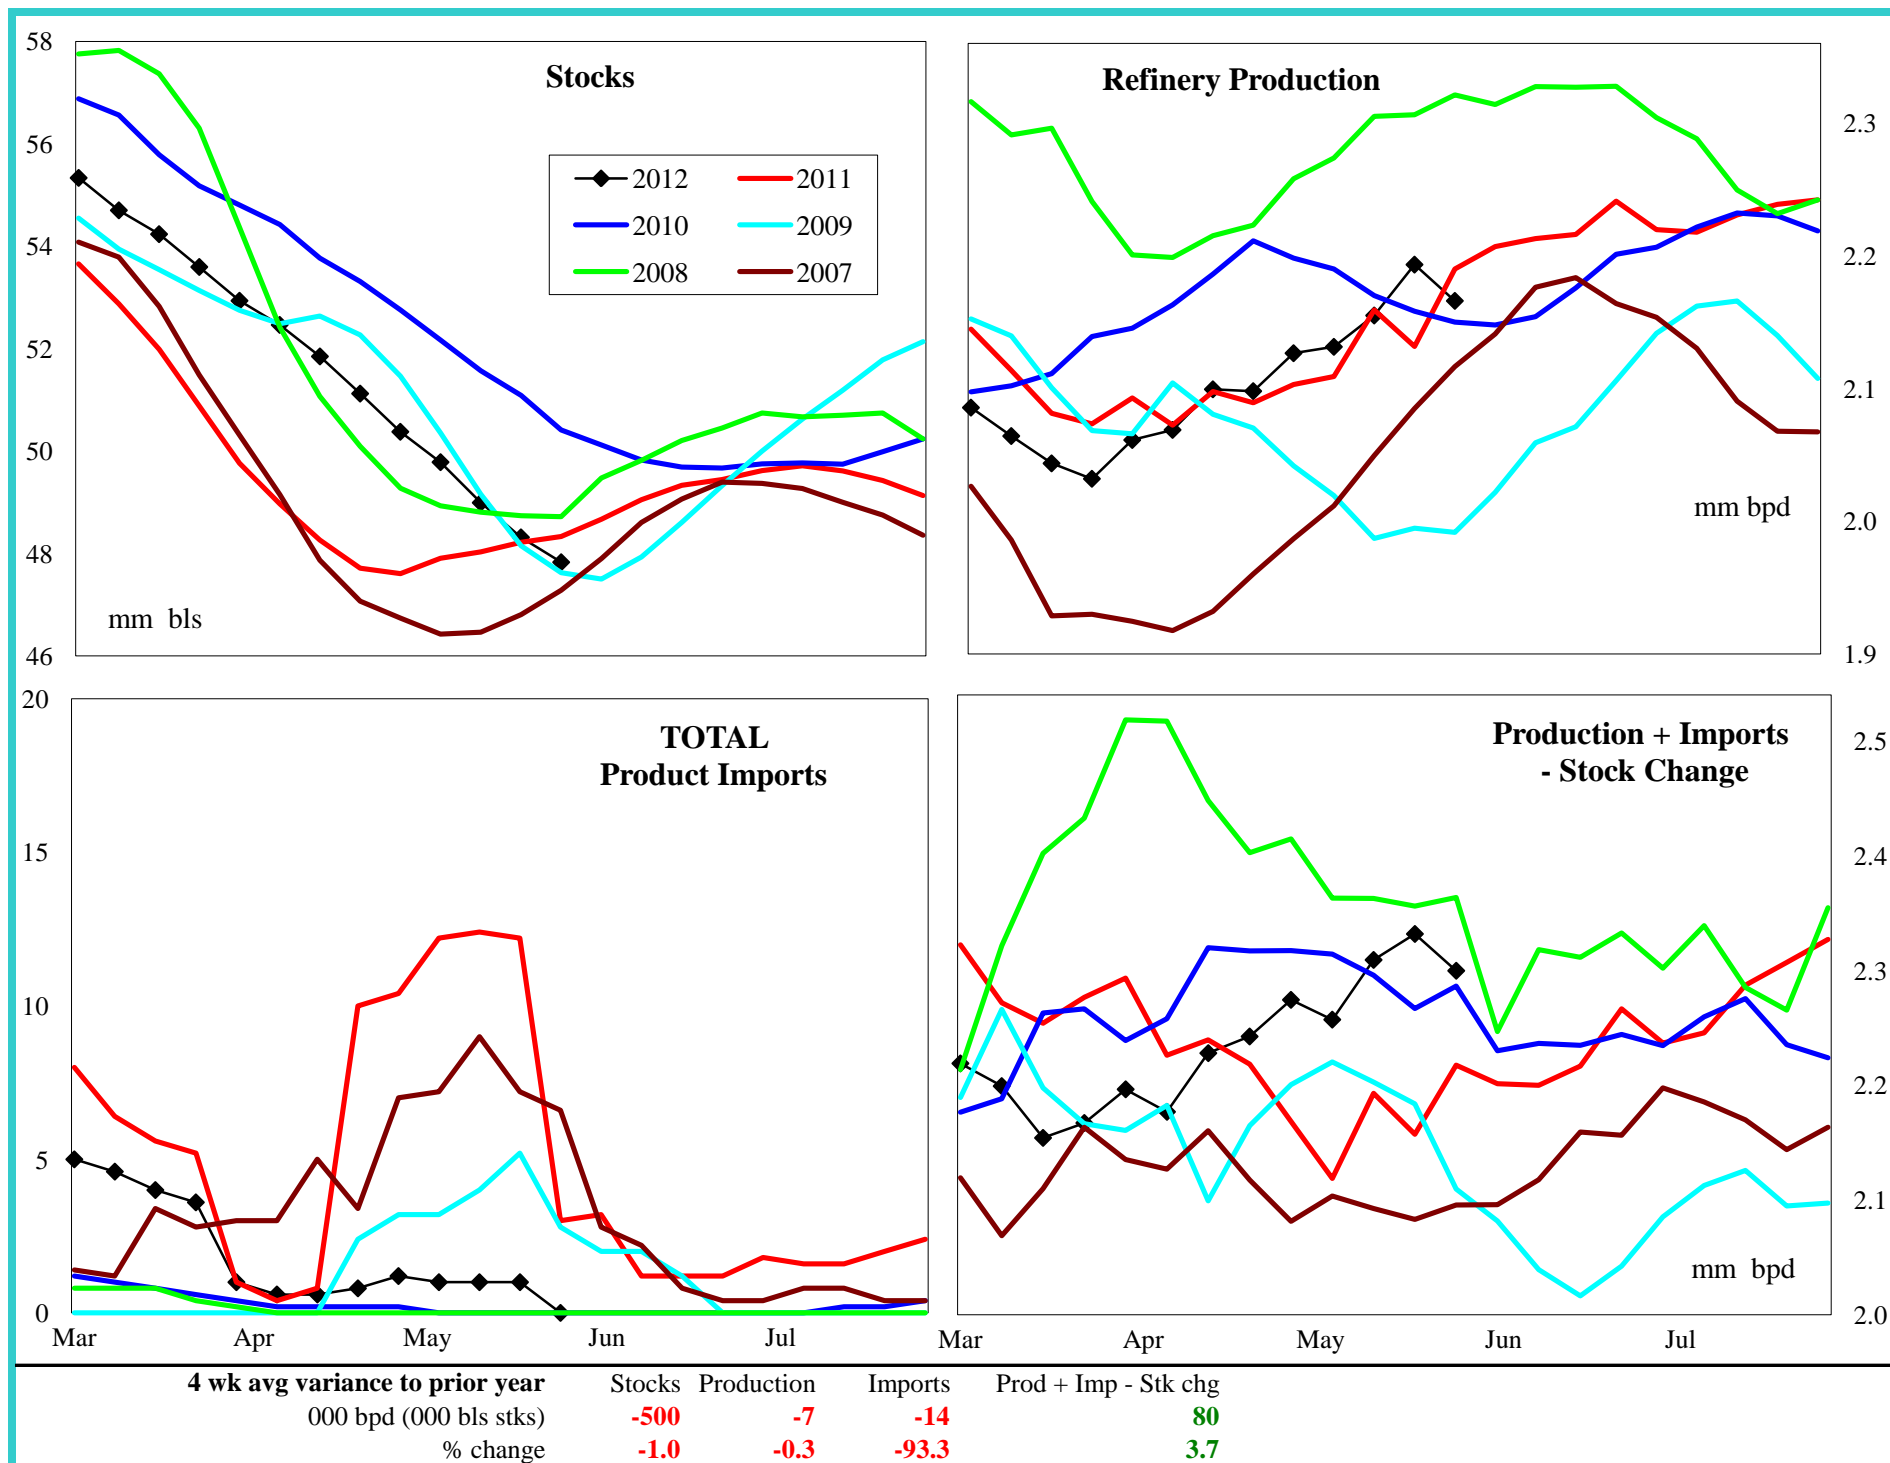 Stocks
58
56
54
52
50
48
46
2012 2011
2010 2009
2008 2007
mm bls
Refinery Production
2.3
2.2
2.1
2.0
1.9
mm bpd
TOTAL
Product Imports
20
15
10
5
0
Mar Apr May Jun Jul
Production + Imports
- Stock Change
2.5
2.4
2.3
2.2
2.1
2.0
mm bpd
Mar Apr May Jun Jul
4 wk avg variance to prior year Stocks Production Imports Prod + Imp - Stk chg
000 bpd (000 bls stks) -500 -7 -14 80
% change -1.0 -0.3 -93.3 3.7